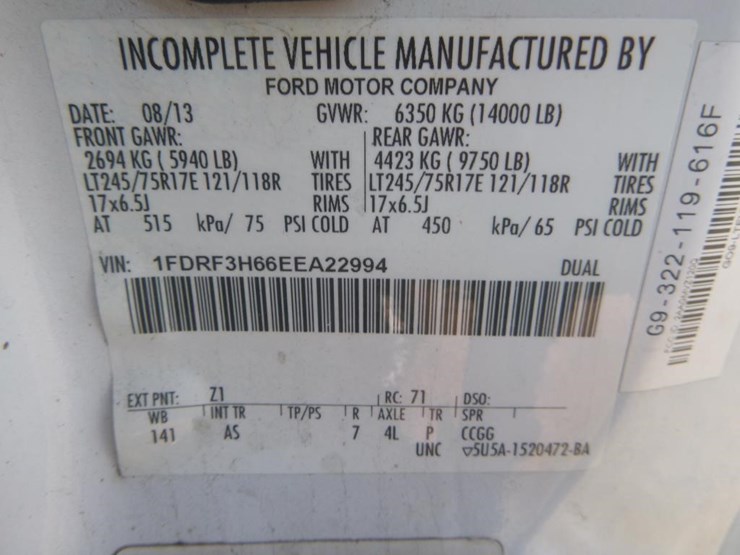 INCOMPLETE VEHICLE MANUFACTURED BY
FORD MOTOR COMPANY
DATE: 08/13 GVWR: 6350 KG (14000 LB)
FRONT GAWR: REAR GAWR:
2694 KG ( 5940 LB) WITH 4423 KG ( 9750 LB) WITH
LT245/75R17E 121/118R TIRES LT245/75R17E 121/118R TIRES
17x6.5J RIMS 17x6.5J RIMS
AT 515 kPa/ 75 PSI COLD AT 450 kPa/ 65 PSI COLD
VIN: 1FDRF3H66EEA22994 DUAL
EXT PNT: Z1 RC: 71 DSO:
WB INT TR TP/PS R AXLE TR SPR
141 AS 7 4L P CCGG
UNC ▽5U5A-1520472-BA
G9-322-119-616F